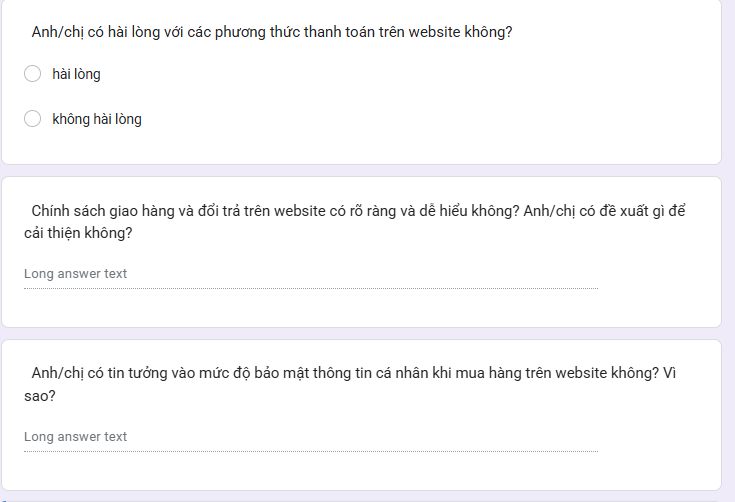 Anh/chị có hài lòng với các phương thức thanh toán trên website không?
hài lòng
không hài lòng
Chính sách giao hàng và đổi trả trên website có rõ ràng và dễ hiểu không? Anh/chị có đề xuất gì để
cải thiện không?
Long answer text
Anh/chị có tin tưởng vào mức độ bảo mật thông tin cá nhân khi mua hàng trên website không? Vì
sao?
Long answer text